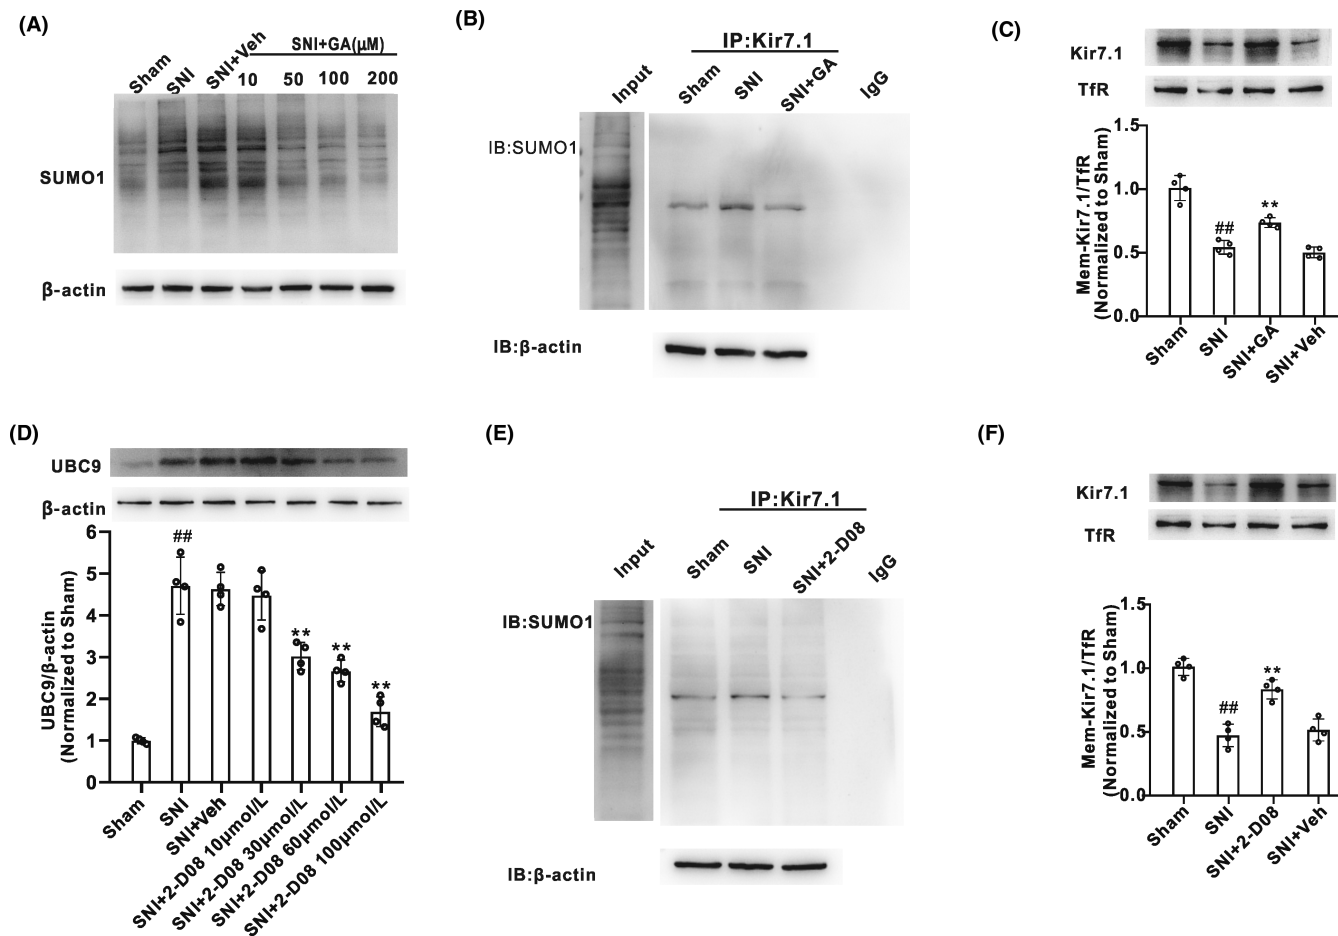 (A)
Sham
SNI
SNI+Veh
SNI+GA(μM)
10 50 100 200
SUMO1
β-actin
(B)
IP:Kir7.1
Input
Sham
SNI
SNI+GA
IgG
IB:SUMO1
IB:β-actin
(C)
Kir7.1
TfR
Mem-Kir7.1/TfR
(Normalized to Sham)
1.5
1.0
0.5
0.0
##
**
Sham
SNI
SNI+GA
SNI+Veh
(D)
UBC9
β-actin
UBC9/β-actin
(Normalized to Sham)
6
5
4
3
2
1
0
##
**
**
**
Sham
SNI
SNI+Veh
SNI+2-D08 10μmol/L
SNI+2-D08 30μmol/L
SNI+2-D08 60μmol/L
SNI+2-D08 100μmol/L
(E)
IP:Kir7.1
Input
Sham
SNI
SNI+2-D08
IgG
IB:SUMO1
IB:β-actin
(F)
Kir7.1
TfR
Mem-Kir7.1/TfR
(Normalized to Sham)
1.5
1.0
0.5
0.0
##
**
Sham
SNI
SNI+2-D08
SNI+Veh